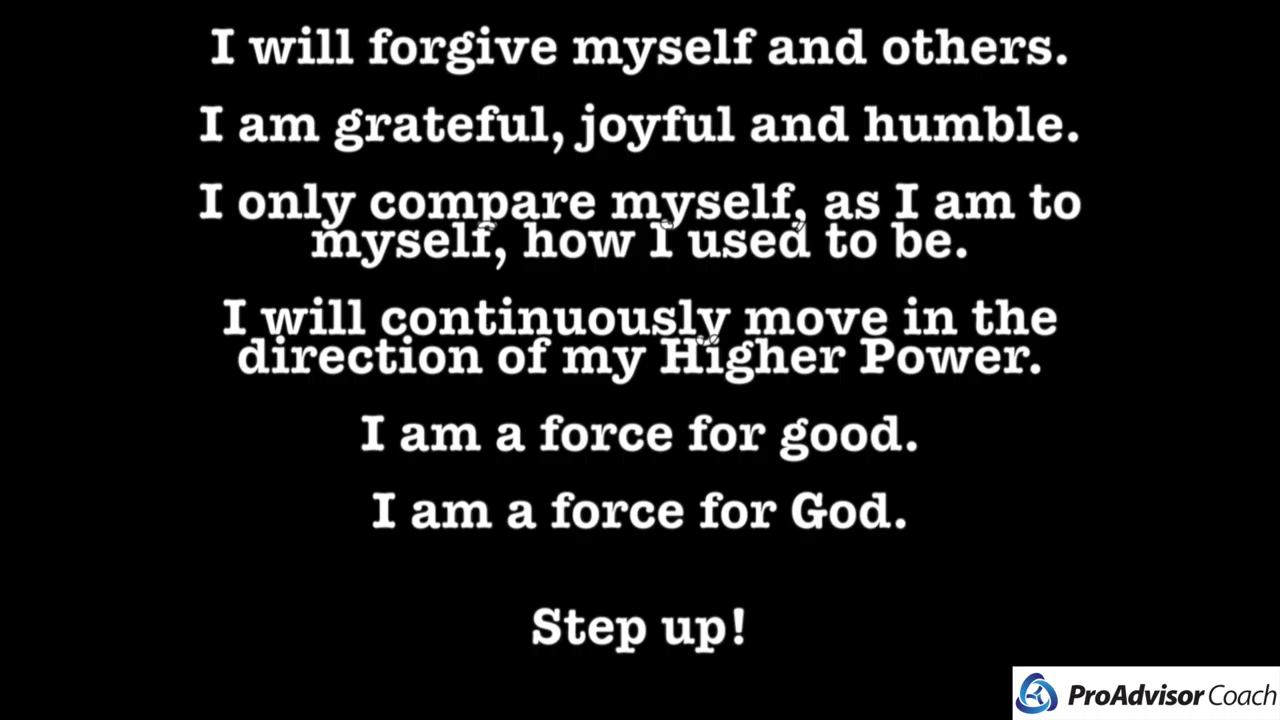 I will forgive myself and others.
I am grateful, joyful and humble.
I only compare myself, as I am to
myself, how I used to be.
I will continuously move in the
direction of my Higher Power.
I am a force for good.
I am a force for God.
Step up!
ProAdvisor Coach